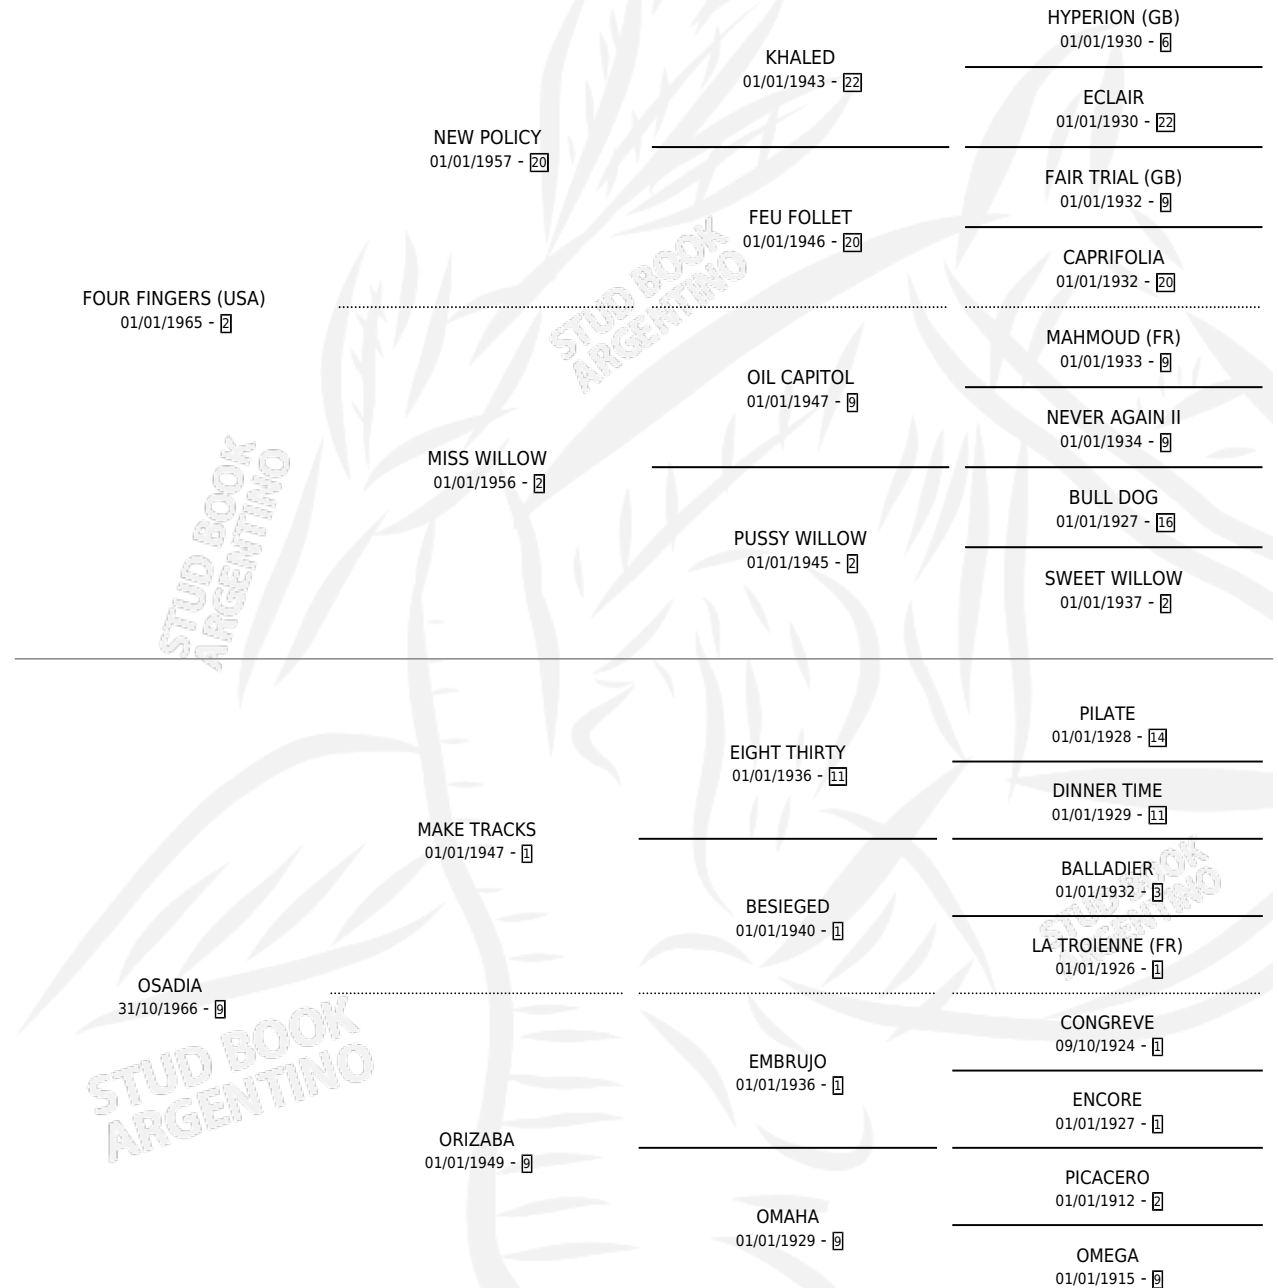 HYPERION (GB)
01/01/1930 - 6
KHALED
01/01/1943 - 22
ECLAIR
01/01/1930 - 22
NEW POLICY
01/01/1957 - 20
FAIR TRIAL (GB)
01/01/1932 - 9
FEU FOLLET
01/01/1946 - 20
CAPRIFOLIA
01/01/1932 - 20
FOUR FINGERS (USA)
01/01/1965 - 2
MAHMOUD (FR)
01/01/1933 - 9
OIL CAPITOL
01/01/1947 - 9
NEVER AGAIN II
01/01/1934 - 9
MISS WILLOW
01/01/1956 - 2
BULL DOG
01/01/1927 - 16
PUSSY WILLOW
01/01/1945 - 2
SWEET WILLOW
01/01/1937 - 2
PILATE
01/01/1928 - 14
EIGHT THIRTY
01/01/1936 - 11
DINNER TIME
01/01/1929 - 11
MAKE TRACKS
01/01/1947 - 1
BALLADIER
01/01/1932 - 3
BESIEGED
01/01/1940 - 1
LA TROIENNE (FR)
01/01/1926 - 1
OSADIA
31/10/1966 - 9
CONGREVE
09/10/1924 - 1
EMBRUJO
01/01/1936 - 1
ENCORE
01/01/1927 - 1
ORIZABA
01/01/1949 - 9
PICACERO
01/01/1912 - 2
OMAHA
01/01/1929 - 9
OMEGA
01/01/1915 - 9
STUD BOOK
ARGENTINO
STUD BOOK
ARGENTINO
STUD BOOK
ARGENTINO
STUD BOOK
ARGENTINO